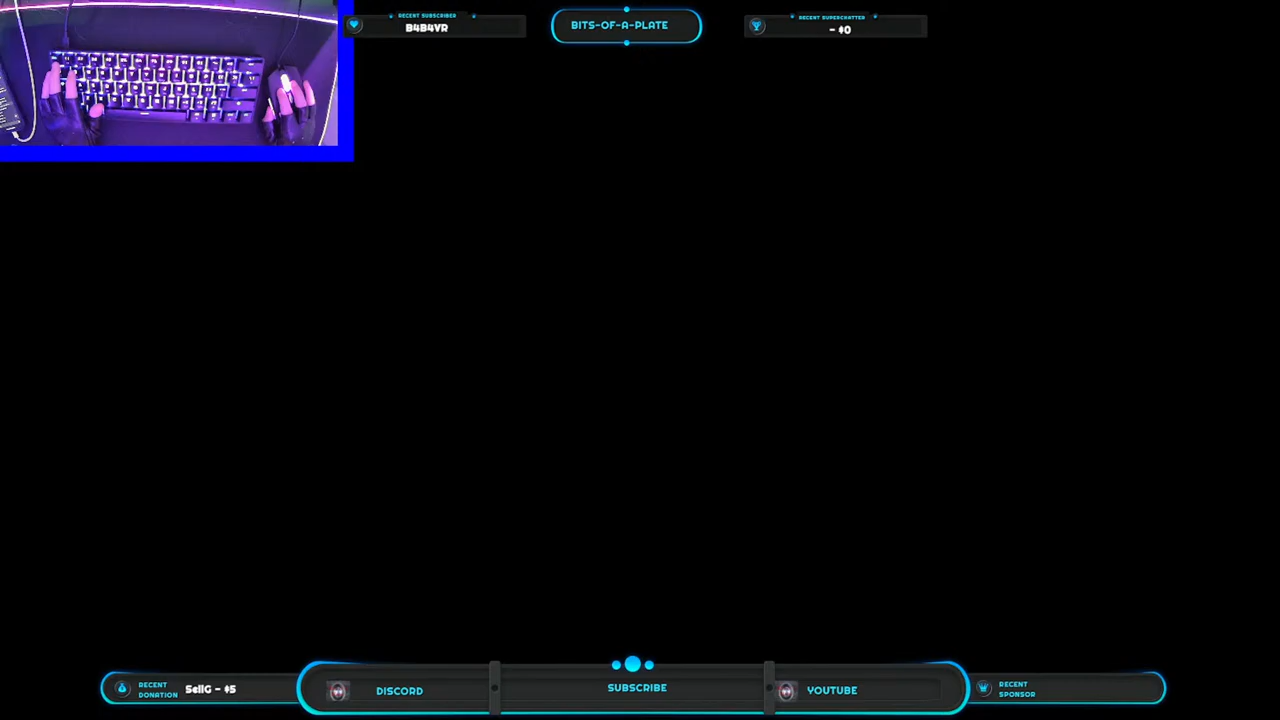 RECENT SUBSCRIBER
B4B4VR
BITS-OF-A-PLATE
RECENT SUPERCHATTER
- $0
RECENT
DONATION
SellG - $5
DISCORD
SUBSCRIBE
YOUTUBE
RECENT
SPONSOR